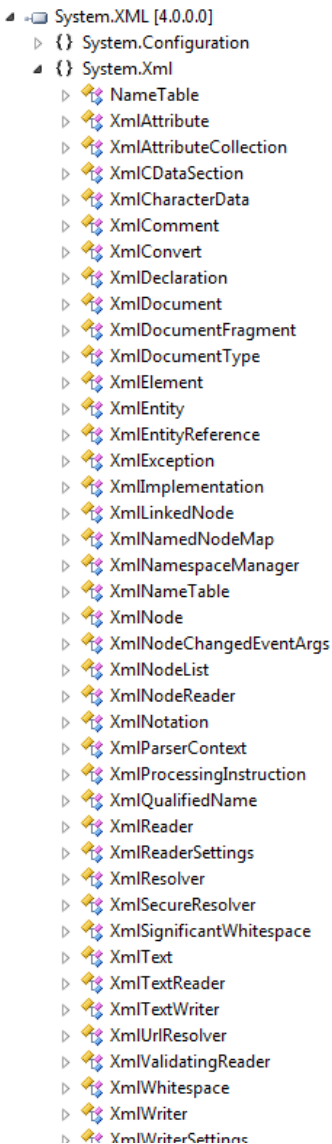 System.XML [4.0.0.0]
{} System.Configuration
{} System.Xml
NameTable
XmlAttribute
XmlAttributeCollection
XmlCDataSection
XmlCharacterData
XmlComment
XmlConvert
XmlDeclaration
XmlDocument
XmlDocumentFragment
XmlDocumentType
XmlElement
XmlEntity
XmlEntityReference
XmlException
XmlImplementation
XmlLinkedNode
XmlNamedNodeMap
XmlNamespaceManager
XmlNameTable
XmlNode
XmlNodeChangedEventArgs
XmlNodeList
XmlNodeReader
XmlNotation
XmlParserContext
XmlProcessingInstruction
XmlQualifiedName
XmlReader
XmlReaderSettings
XmlResolver
XmlSecureResolver
XmlSignificantWhitespace
XmlText
XmlTextReader
XmlTextWriter
XmlUrlResolver
XmlValidatingReader
XmlWhitespace
XmlWriter
XmlWriterSettings